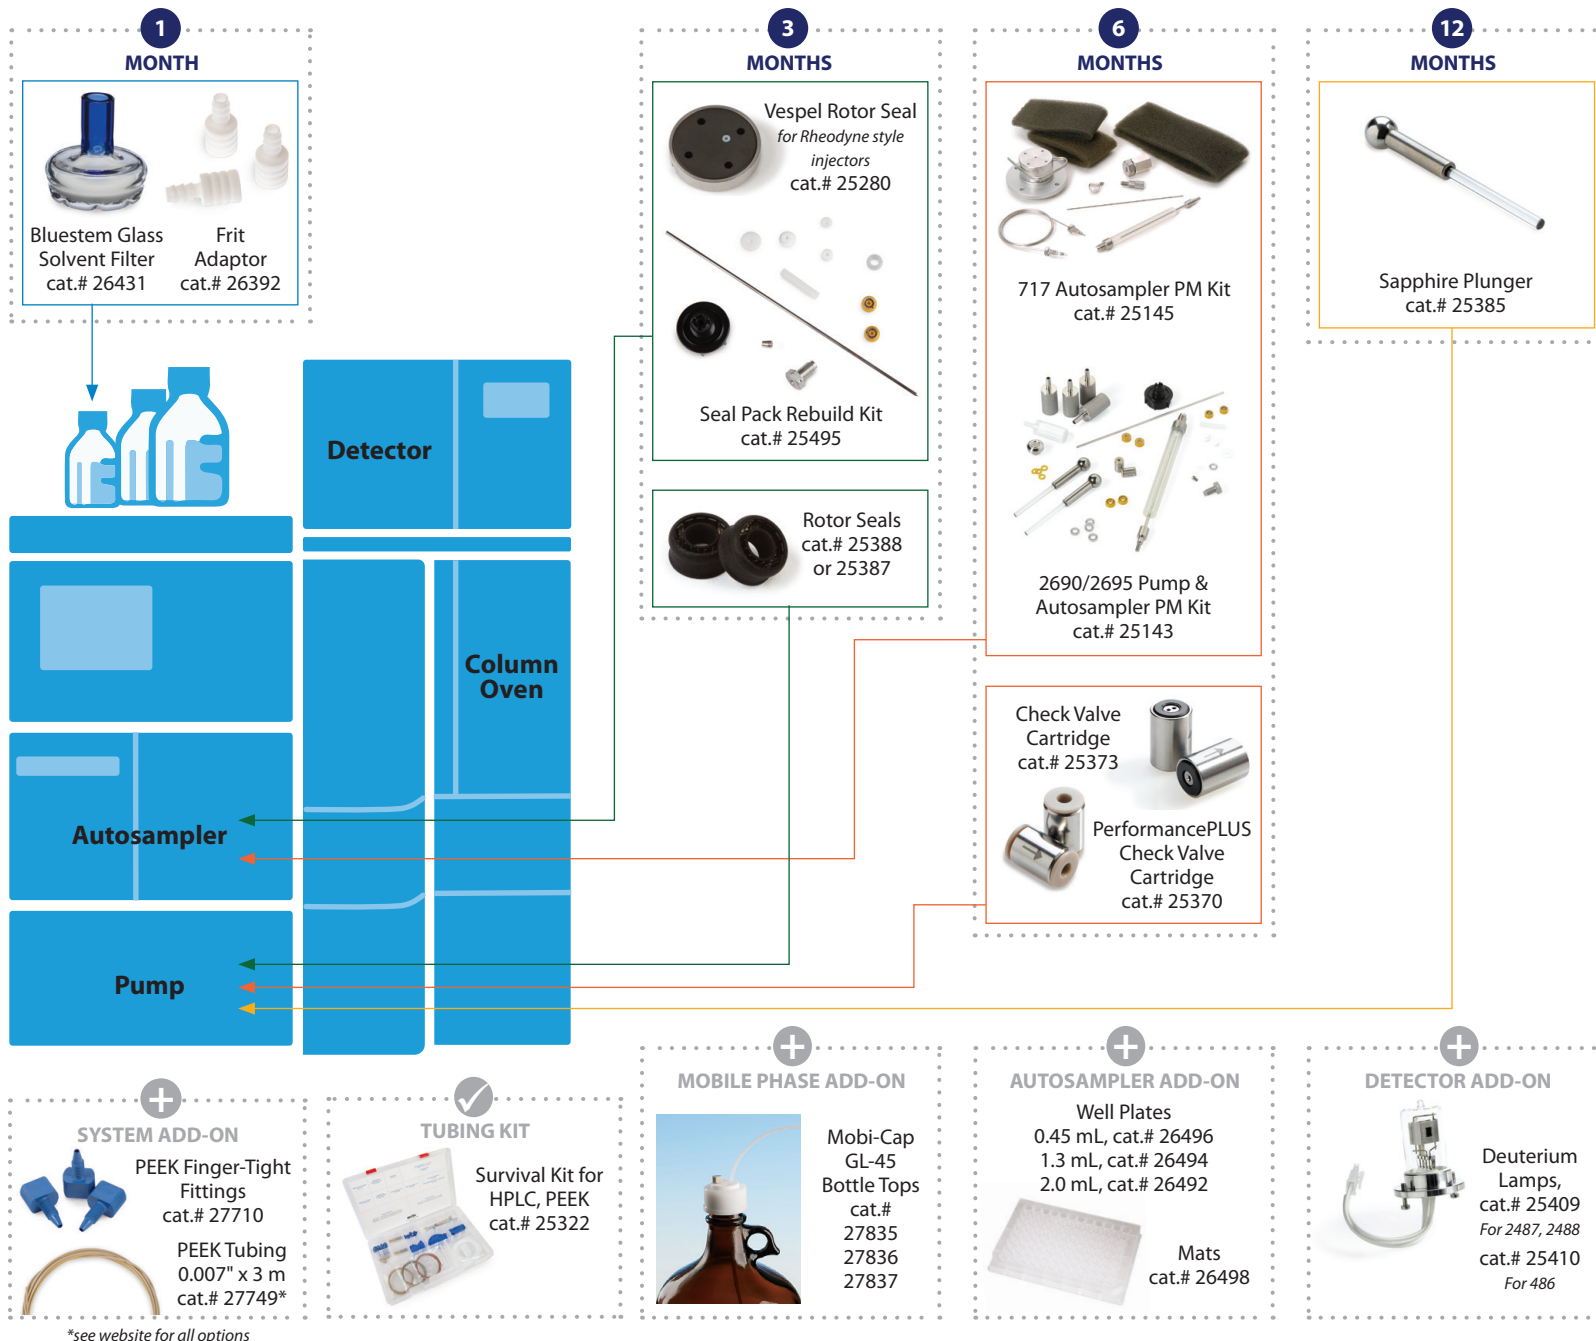 1
MONTH
Bluestem Glass
Solvent Filter
cat.# 26431
Frit
Adaptor
cat.# 26392
3
MONTHS
Vespel Rotor Seal
for Rheodyne style
injectors
cat.# 25280
Seal Pack Rebuild Kit
cat.# 25495
Rotor Seals
cat.# 25388
or 25387
6
MONTHS
717 Autosampler PM Kit
cat.# 25145
2690/2695 Pump &
Autosampler PM Kit
cat.# 25143
Check Valve
Cartridge
cat.# 25373
PerformancePLUS
Check Valve
Cartridge
cat.# 25370
12
MONTHS
Sapphire Plunger
cat.# 25385
Detector
Column
Oven
Autosampler
Pump
SYSTEM ADD-ON
PEEK Finger-Tight
Fittings
cat.# 27710
PEEK Tubing
0.007" x 3 m
cat.# 27749*
*see website for all options
TUBING KIT
Survival Kit for
HPLC, PEEK
cat.# 25322
MOBILE PHASE ADD-ON
Mobi-Cap
GL-45
Bottle Tops
cat.#
27835
27836
27837
AUTOSAMPLER ADD-ON
Well Plates
0.45 mL, cat.# 26496
1.3 mL, cat.# 26494
2.0 mL, cat.# 26492
Mats
cat.# 26498
DETECTOR ADD-ON
Deuterium
Lamps,
cat.# 25409
For 2487, 2488
cat.# 25410
For 486